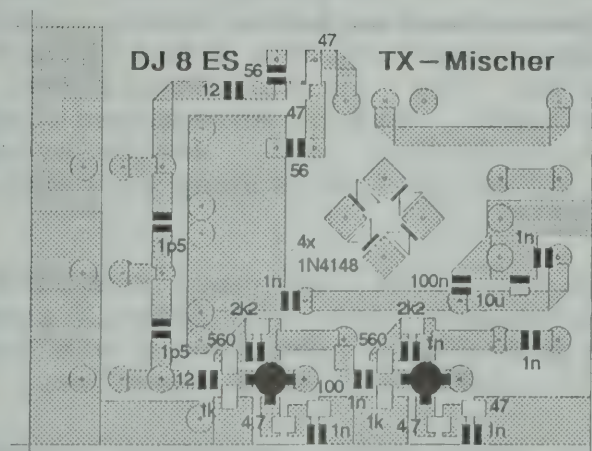 47
DJ 8 ES TX – Mischer
56
12
47
56
1n
1p5
4x
1N4148
1n
100n
10u
2k2
2k2
1p5
560
1n
560
1n
1n
12
100
1n
1k
4,7
1n
1k
4,7
47
1n